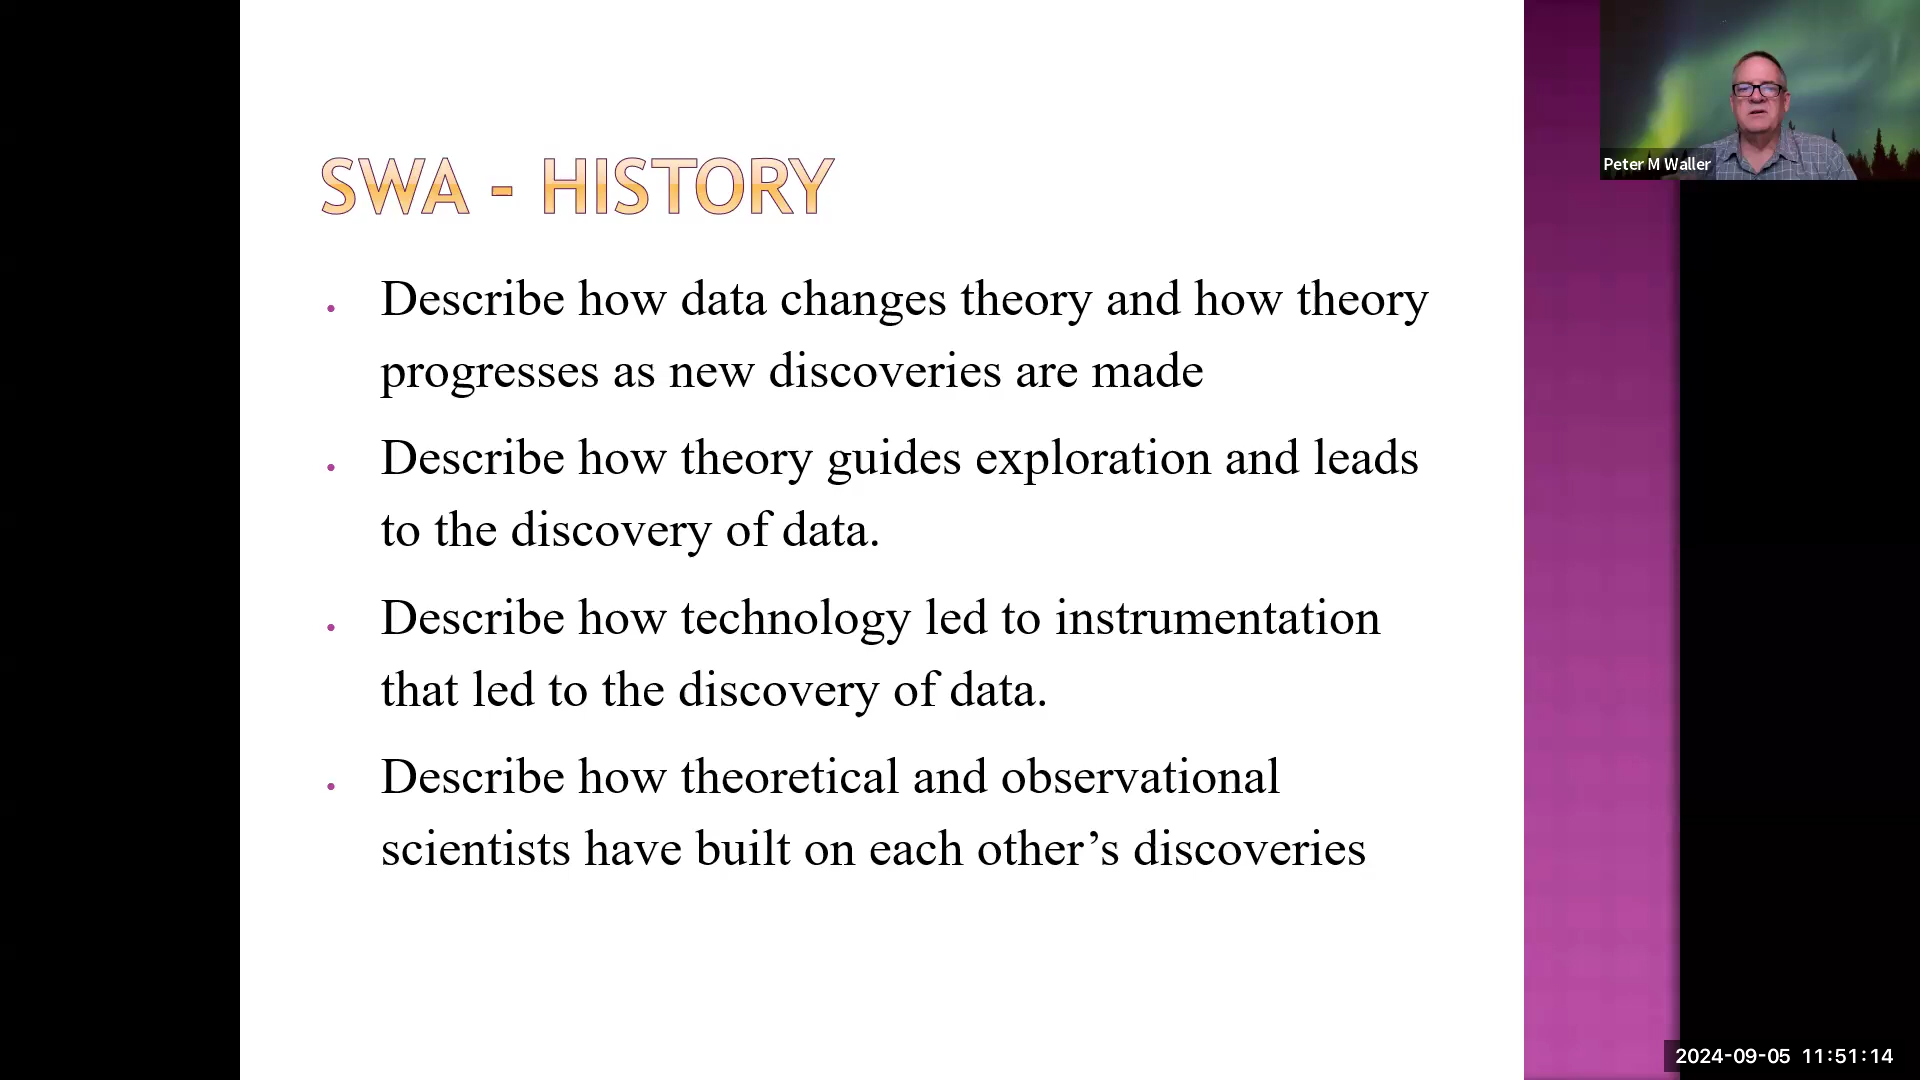 SWA - HISTORY
• Describe how data changes theory and how theory
progresses as new discoveries are made
• Describe how theory guides exploration and leads
to the discovery of data.
• Describe how technology led to instrumentation
that led to the discovery of data.
• Describe how theoretical and observational
scientists have built on each other’s discoveries
Peter M Waller
2024-09-05 11:51:14